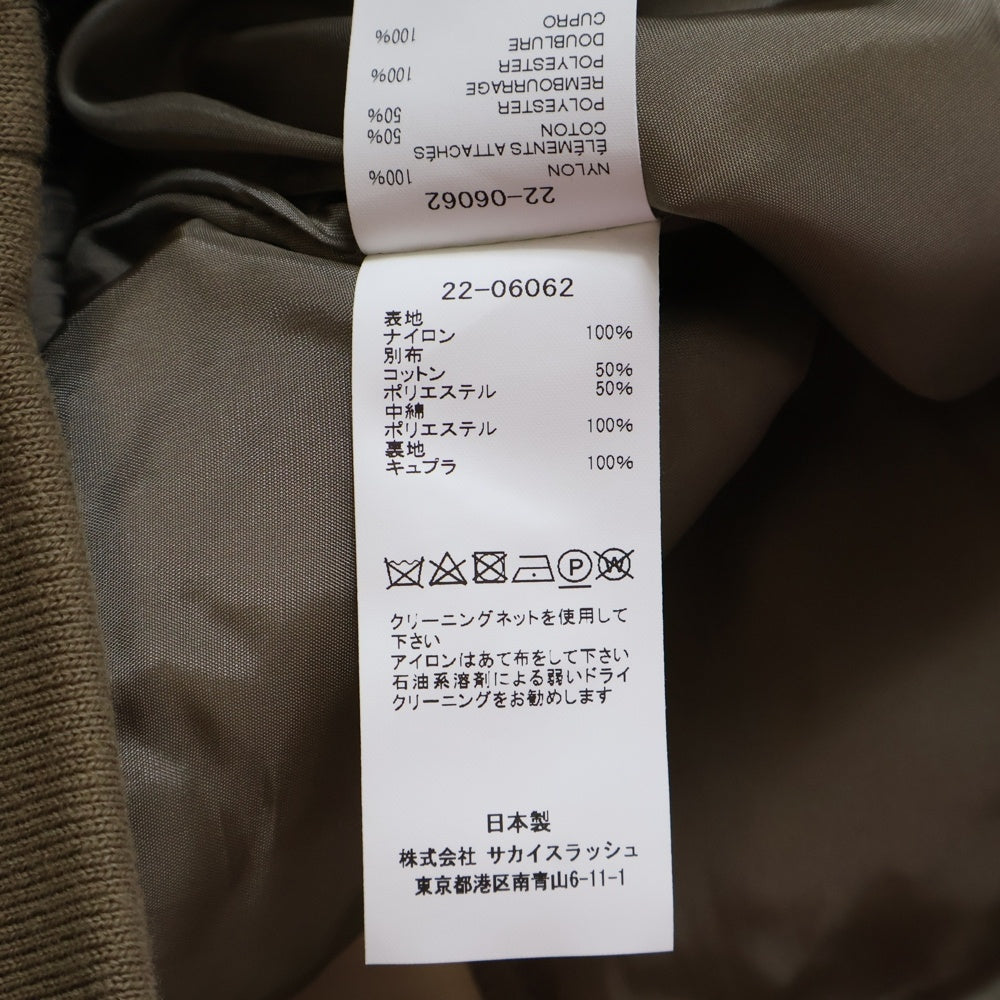 CUPRO 100%
DOUBLURE
POLYESTER 100%
REMBOURRAGE
POLYESTER 50%
COTON 50%
ÉLÉMENTS ATTACHÉS
NYLON 100%
22-06062
22-06062
表地
ナイロン 100%
別布
コットン 50%
ポリエステル 50%
中綿
ポリエステル 100%
裏地
キュプラ 100%
P W
クリーニングネットを使用して
下さい
アイロンはあて布をして下さい
石油系溶剤による弱いドライ
クリーニングをお勧めします
日本製
株式会社 サカイスラッシュ
東京都港区南青山6-11-1